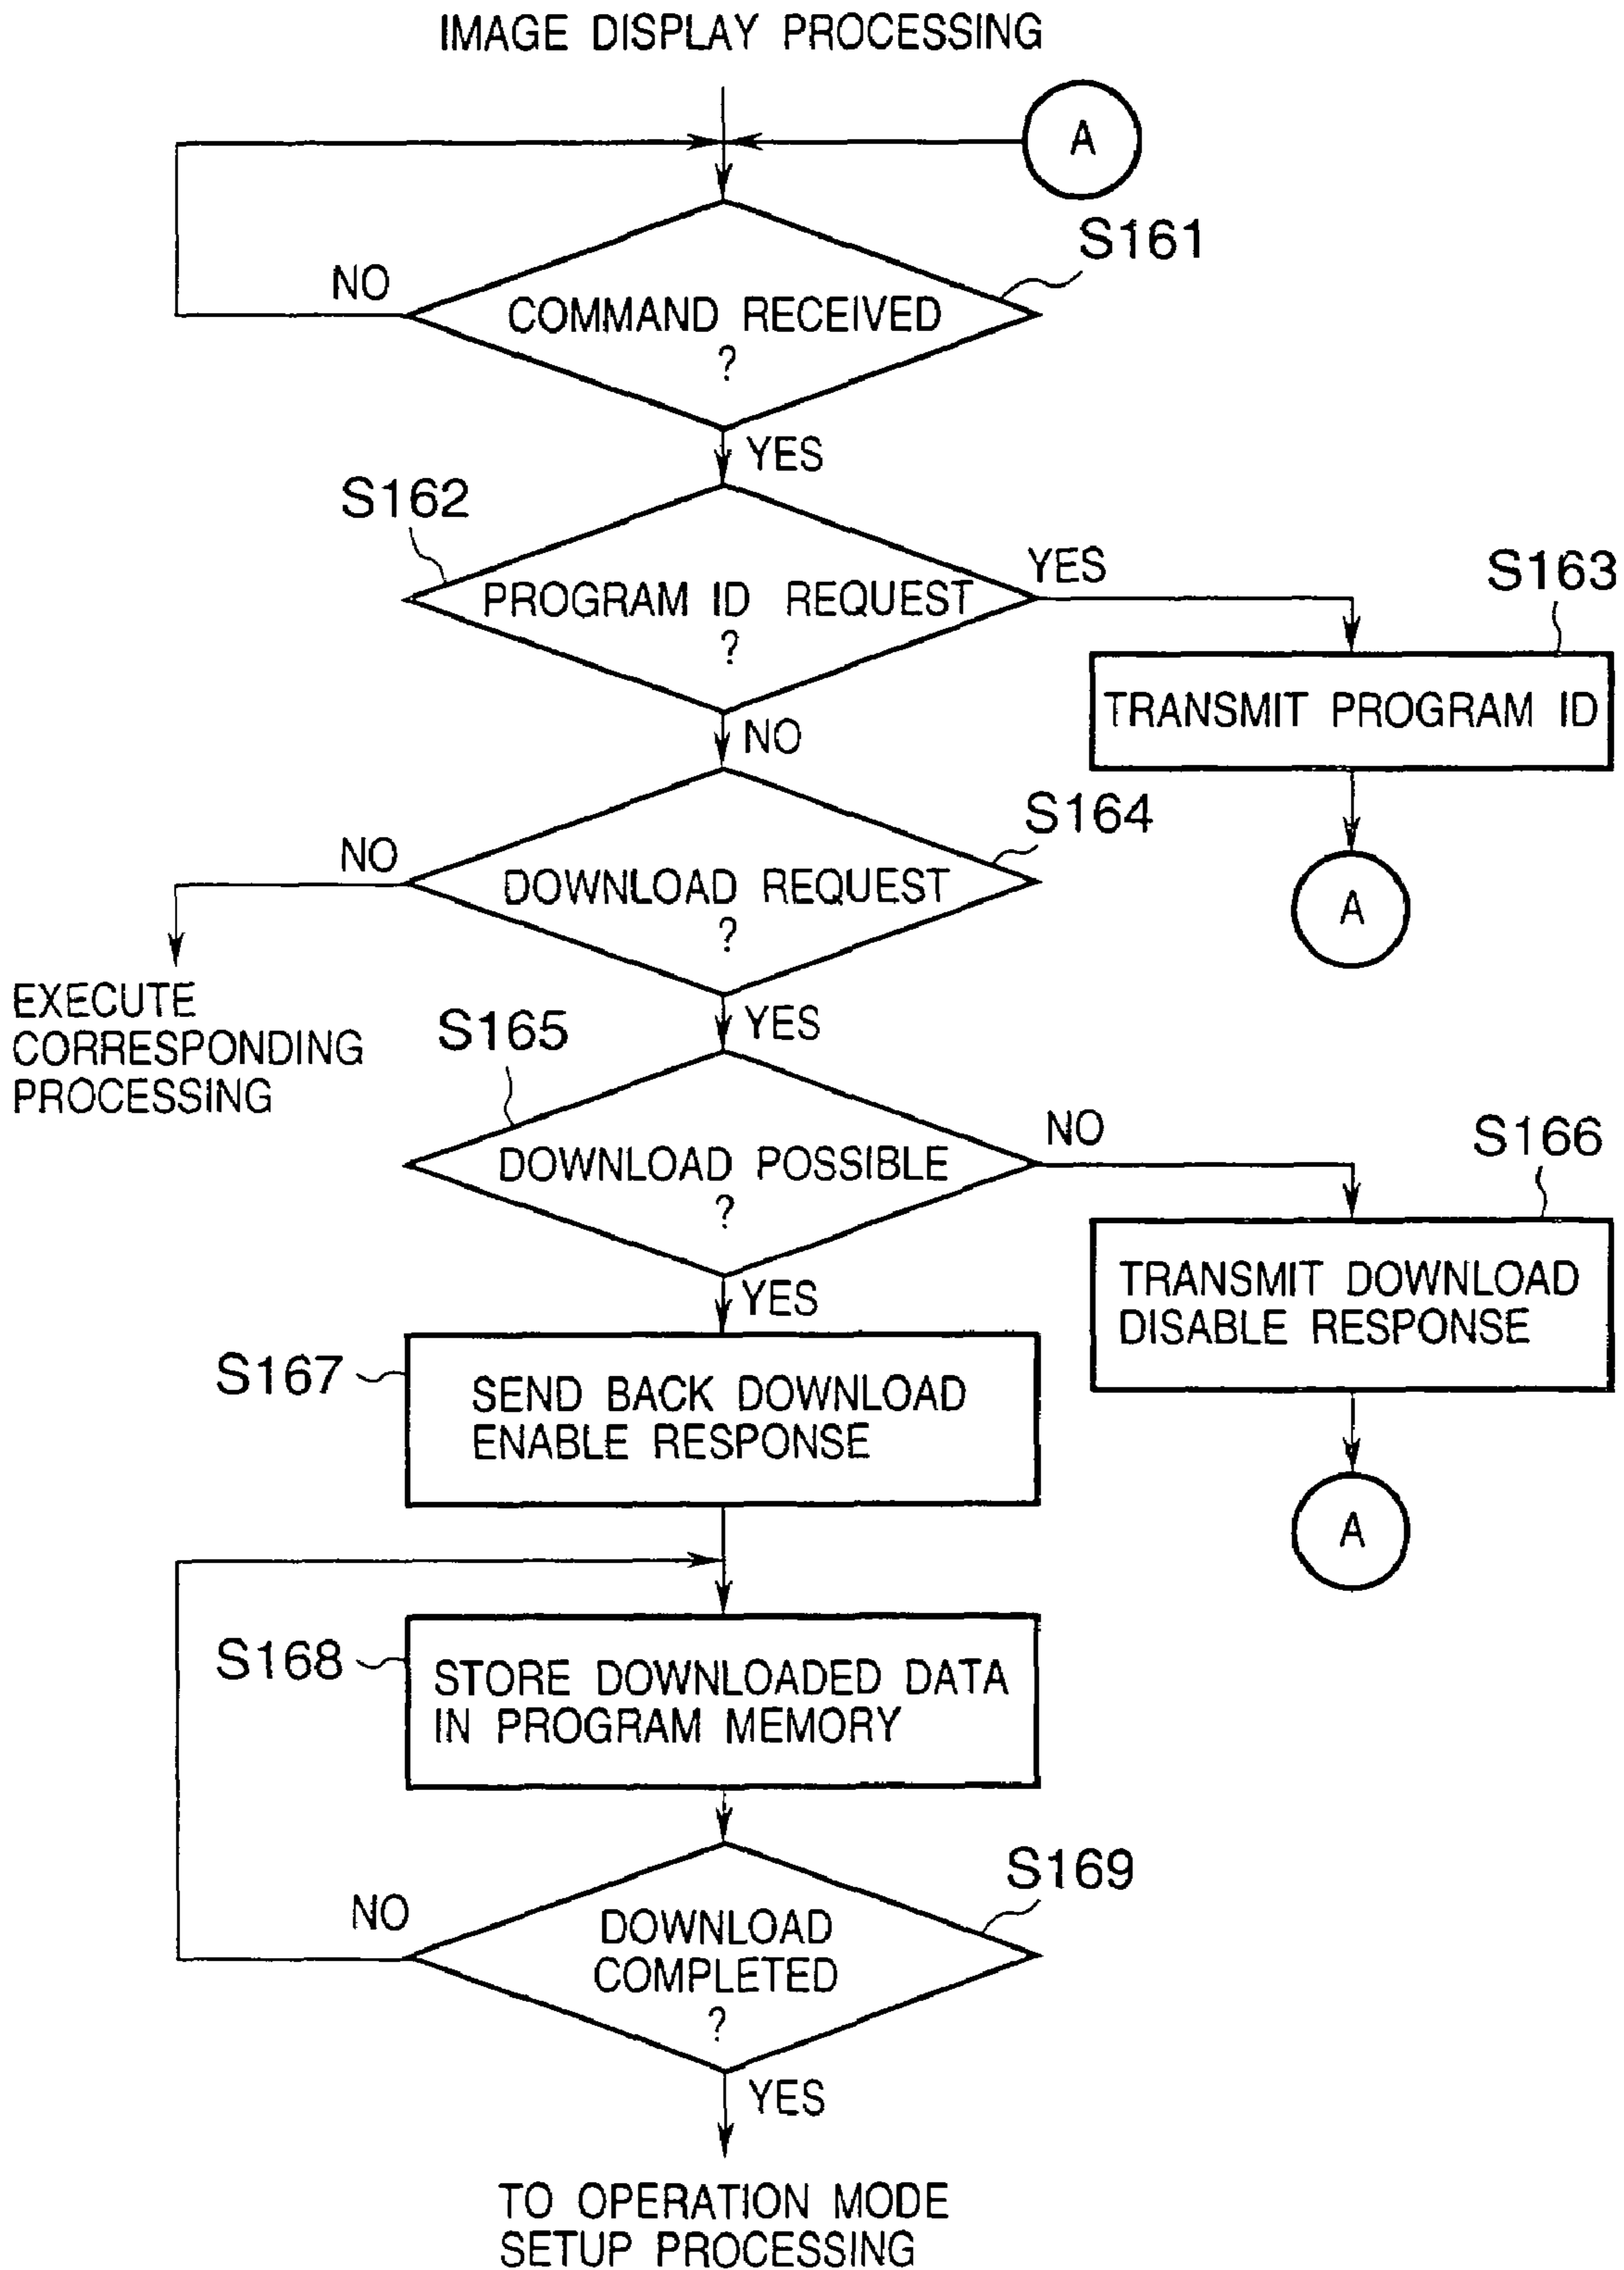 IMAGE DISPLAY PROCESSING
A
S161
NO
COMMAND RECEIVED
?
YES
S162
YES
S163
PROGRAM ID REQUEST
?
TRANSMIT PROGRAM ID
NO
S164
NO
DOWNLOAD REQUEST
?
A
EXECUTE
CORRESPONDING
PROCESSING
YES
S165
NO
S166
DOWNLOAD POSSIBLE
?
TRANSMIT DOWNLOAD
DISABLE RESPONSE
YES
S167
SEND BACK DOWNLOAD
ENABLE RESPONSE
A
S168
STORE DOWNLOADED DATA
IN PROGRAM MEMORY
S169
NO
DOWNLOAD
COMPLETED
?
YES
TO OPERATION MODE
SETUP PROCESSING